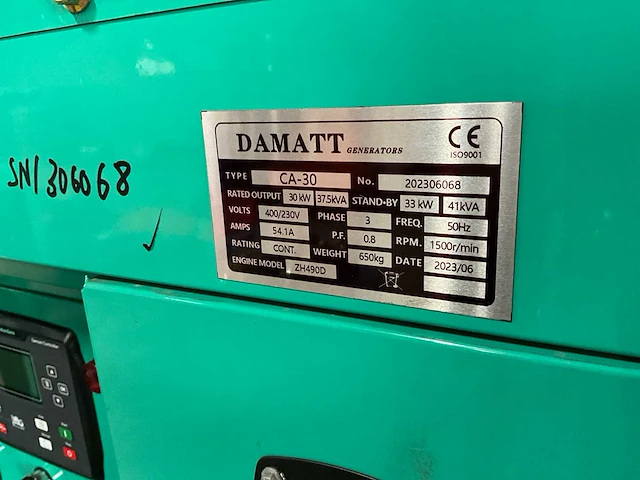 SN1306068
DAMATT GENERATORS CE
ISO9001
TYPE CA-30 No. 202306068
RATED OUTPUT 30 kW 37.5kVA STAND-BY 33 kW 41kVA
VOLTS 400/230V PHASE 3 FREQ. 50Hz
AMPS 54.1A P.F. 0.8 RPM. 1500r/min
RATING CONT. WEIGHT 650kg DATE 2023/06
ENGINE MODEL ZH490D